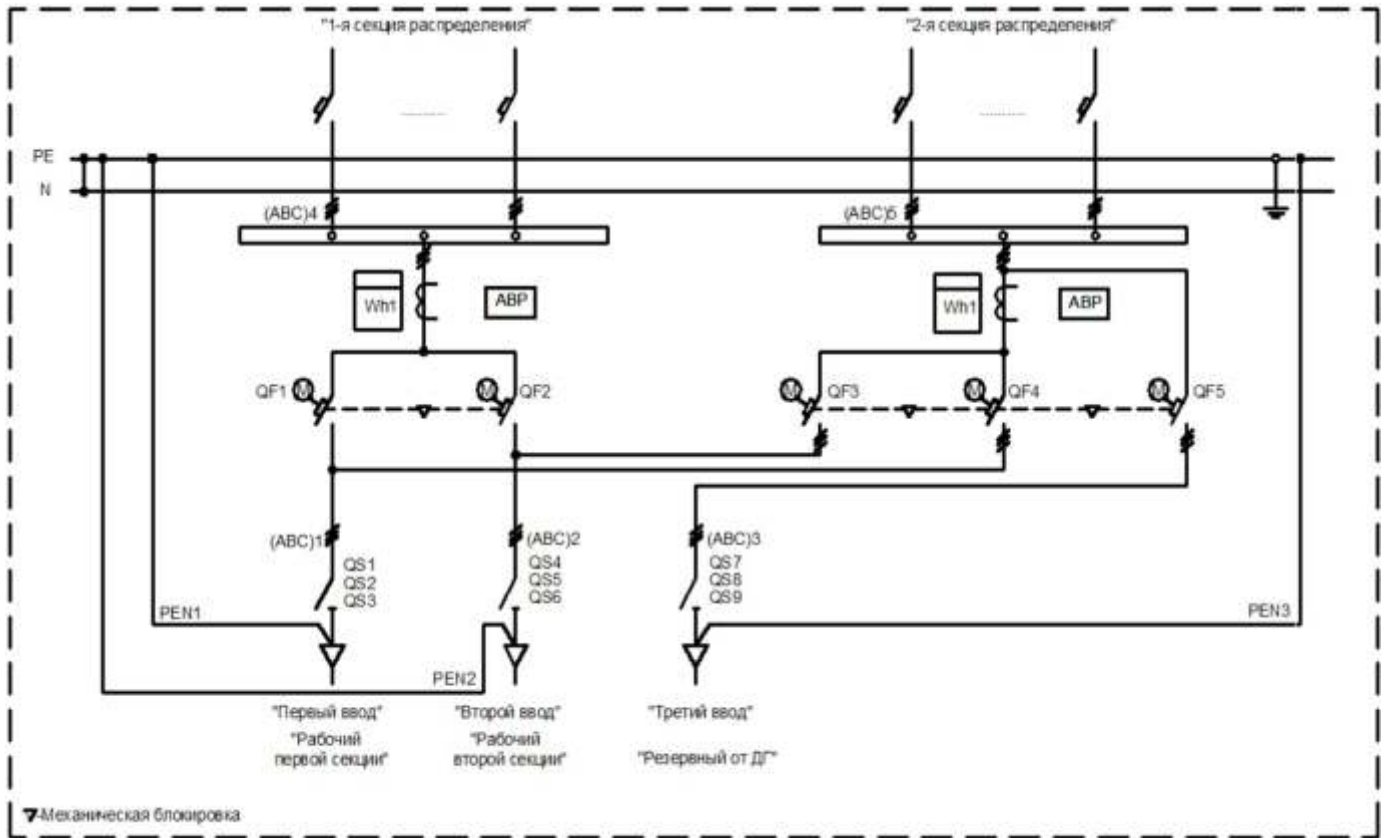 "1-я секция распределения"
"2-я секция распределения"
PE
N
(ABC)4
(ABC)5
Wh1
АВР
Wh1
АВР
QF1
M
M
QF2
M
QF3
M
QF4
M
QF5
(ABC)1
(ABC)2
(ABC)3
QS1
QS2
QS3
QS4
QS5
QS6
QS7
QS8
QS9
PEN1
PEN3
PEN2
"Первый ввод"
"Второй ввод"
"Третий ввод"
"Рабочий
первой секции"
"Рабочий
второй секции"
"Резервный от ДГ"
-Механическая блокировка